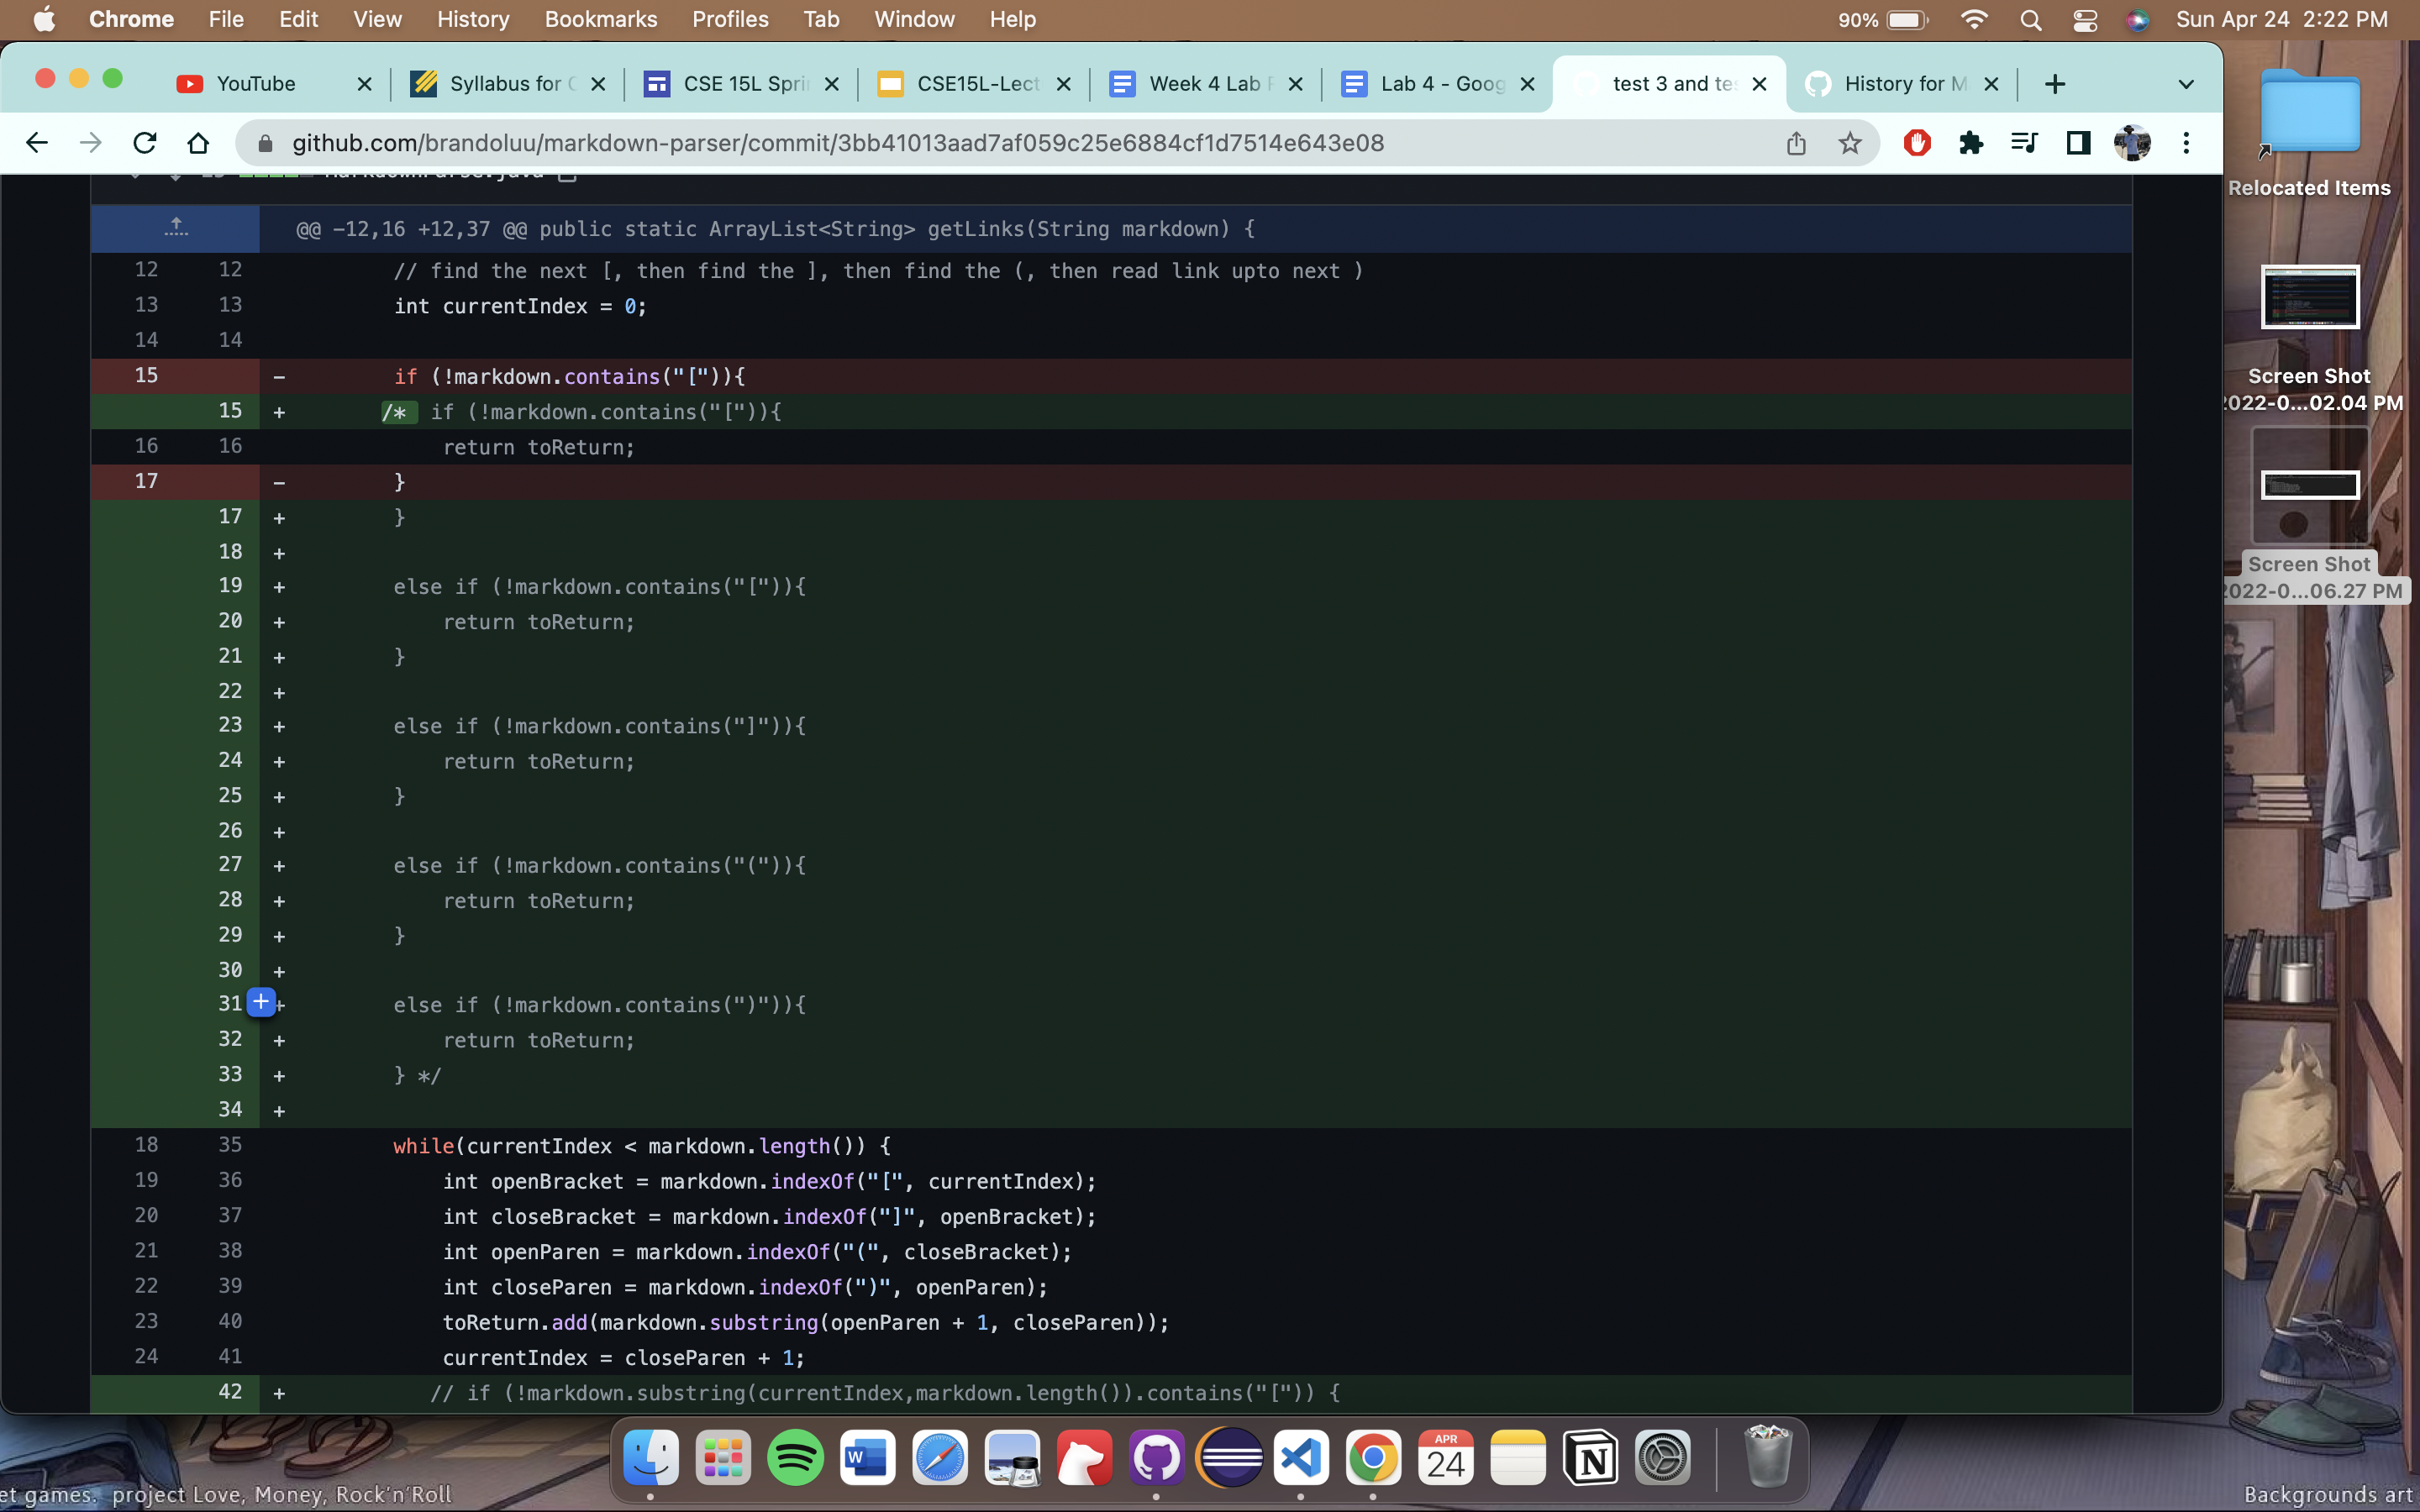 Chrome File Edit View History Bookmarks Profiles Tab Window Help 90% Sun Apr 24 2:22 PM
YouTube Syllabus for CSE 15L Spri CSE15L-Lect Week 4 Lab Lab 4 - Goog test 3 and te History for M
github.com/brandoluu/markdown-parser/commit/3bb41013aad7af059c25e6884cf1d7514e643e08
@@ -12,16 +12,37 @@ public static ArrayList<String> getLinks(String markdown) {
12 12 // find the next [, then find the ], then find the (, then read link upto next )
13 13 int currentIndex = 0;
14 14
15 - if (!markdown.contains("[")){
15 + /* if (!markdown.contains("[")){
16 16 return toReturn;
17 - }
17 + }
18 +
19 + else if (!markdown.contains("[")){
20 + return toReturn;
21 + }
22 +
23 + else if (!markdown.contains("]")){
24 + return toReturn;
25 + }
26 +
27 + else if (!markdown.contains("(")){
28 + return toReturn;
29 + }
30 +
31 + else if (!markdown.contains(")")){
32 + return toReturn;
33 + } */
34 +
18 35 while(currentIndex < markdown.length()) {
19 36 int openBracket = markdown.indexOf("[", currentIndex);
20 37 int closeBracket = markdown.indexOf("]", openBracket);
21 38 int openParen = markdown.indexOf("(", closeBracket);
22 39 int closeParen = markdown.indexOf(")", openParen);
23 40 toReturn.add(markdown.substring(openParen + 1, closeParen));
24 41 currentIndex = closeParen + 1;
42 + // if (!markdown.substring(currentIndex,markdown.length()).contains("[")) {
Relocated Items
Screen Shot
2022-0...02.04 PM
Screen Shot
2022-0...06.27 PM
APR
24
et games. project Love, Money, Rock'n'Roll
Backgrounds art